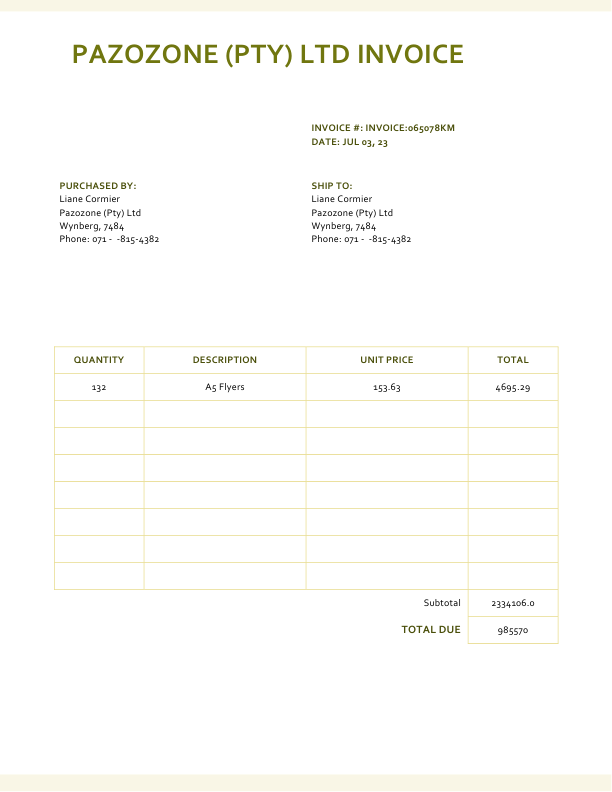 PAZOZONE (PTY) LTD INVOICE
INVOICE #: INVOICE:065078KM
DATE: JUL 03, 23
PURCHASED BY:
Liane Cormier
Pazozone (Pty) Ltd
Wynberg, 7484
Phone: 071 -  -815-4382
SHIP TO:
Liane Cormier
Pazozone (Pty) Ltd
Wynberg, 7484
Phone: 071 -  -815-4382
QUANTITY DESCRIPTION UNIT PRICE TOTAL
132 A5 Flyers 153.63 4695.29
Subtotal 2334106.0
TOTAL DUE 985570